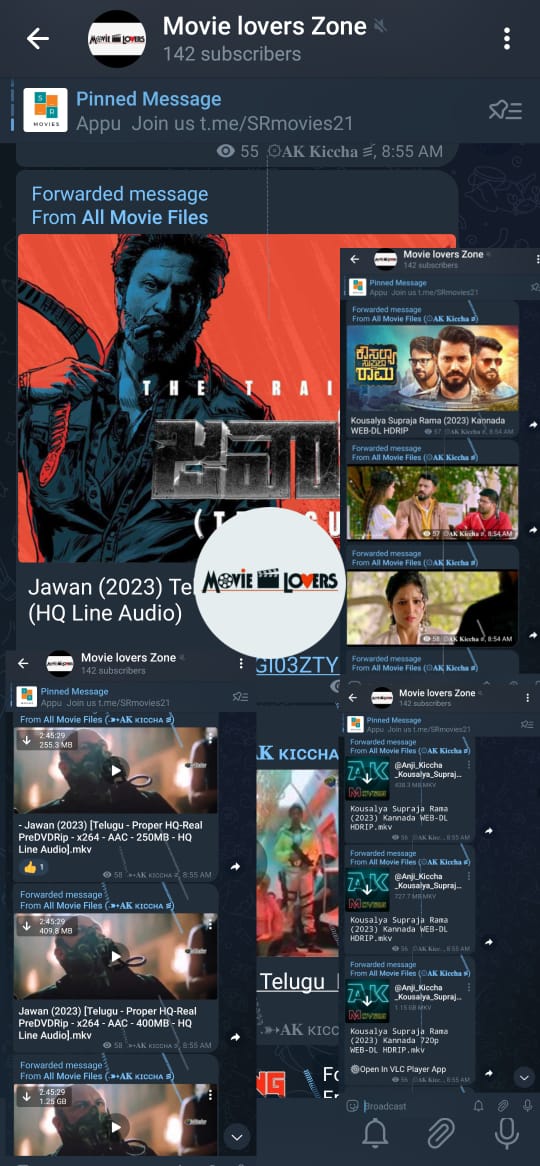 Movie lovers Zone
142 subscribers
Pinned Message
Appu Join us t.me/SRmovies21
S
R
MOVIES
55 AK Kiccha, 8:55 AM
Forwarded message
From All Movie Files
THE TRAI
Jawan (2023) Te
(HQ Line Audio)
MOVIE LOVERS
GI03ZTY
Movie lovers Zone
142 subscribers
Pinned Message
Appu Join us t.me/SRmovies21
Forwarded message
From All Movie Files (AK Kiccha)
ಕೌಸಲ್ಯಾ
ಸುಪ್ರಜಾ
ರಾಮ
Kousalya Supraja Rama (2023) Kannada
WEB-DL HDRIP
57 AK Kiccha, 8:54 AM
Forwarded message
From All Movie Files (AK Kiccha)
57 AK Kiccha, 8:54 AM
Forwarded message
From All Movie Files (AK Kiccha)
58 AK Kiccha, 8:54 AM
Forwarded message
From All Movie Files (AK Kiccha)
Movie lovers Zone
142 subscribers
Pinned Message
Appu Join us t.me/SRmovies21
From All Movie Files (AK KICCHA)
2:45:29
255.3 MB
- Jawan (2023) [Telugu - Proper HQ-Real
PreDVDRip - x264 - AAC - 250MB - HQ
Line Audio].mkv
1
58 AK KICCHA, 8:55 AM
Forwarded message
From All Movie Files (AK KICCHA)
2:45:29
409.8 MB
Jawan (2023) [Telugu - Proper HQ-Real
PreDVDRip - x264 - AAC - 400MB - HQ
Line Audio].mkv
58 AK KICCHA, 8:55 AM
Forwarded message
From All Movie Files (AK KICCHA)
2:45:29
1.25 GB
K KICCHA
Telugu
AK KICC
Fo
Movie lovers Zone
142 subscribers
Pinned Message
Appu Join us t.me/SRmovies21
Forwarded message
From All Movie Files (AK Kiccha)
AK
MOVIES
@Anji_Kiccha
_Kousalya_Supraj...
438.3 MB MKV
Kousalya Supraja Rama
(2023) Kannada WEB-DL
HDRIP.mkv
56 AK Kicc, 8:55 AM
Forwarded message
From All Movie Files (AK Kiccha)
AK
MOVIES
@Anji_Kiccha
_Kousalya_Supraj...
727.7 MB MKV
Kousalya Supraja Rama
(2023) Kannada WEB-DL
HDRIP.mkv
56 AK Kicc, 8:55 AM
Forwarded message
From All Movie Files (AK Kiccha)
AK
MOVIES
@Anji_Kiccha
_Kousalya_Supraj...
1.15 GB MKV
Kousalya Supraja Rama
(2023) Kannada 720p
WEB-DL HDRIP.mkv
Open In VLC Player App
56 AK Kicc, 8:55 AM
Broadcast